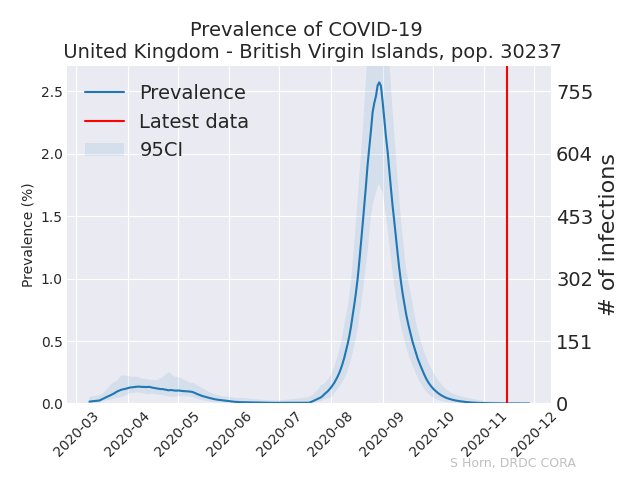 Prevalence of COVID-19
United Kingdom - British Virgin Islands, pop. 30237
Prevalence
Latest data
95CI
Prevalence (%)
2.5
2.0
1.5
1.0
0.5
0.0
755
604
453
302
151
0
# of infections
2020-03
2020-04
2020-05
2020-06
2020-07
2020-08
2020-09
2020-10
2020-11
2020-12
S Horn, DRDC CORA